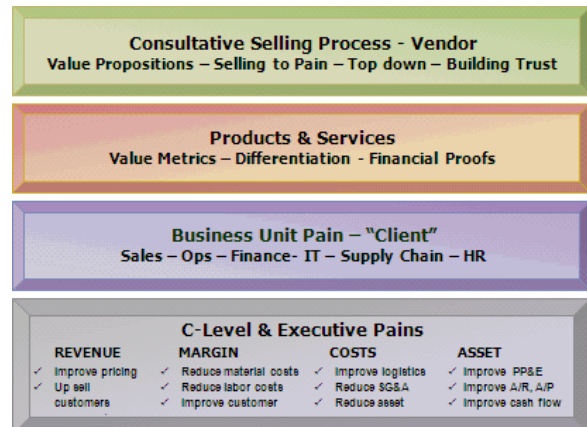 Consultative Selling Process - Vendor
Value Propositions – Selling to Pain – Top down – Building Trust
Products & Services
Value Metrics – Differentiation - Financial Proofs
Business Unit Pain – “Client”
Sales – Ops – Finance- IT – Supply Chain – HR
C-Level & Executive Pains
REVENUE MARGIN COSTS ASSET
✓ Improve pricing ✓ Reduce material costs ✓ Improve logistics ✓ Improve PP&E
✓ Up sell ✓ Reduce labor costs ✓ Reduce SG&A ✓ Improve A/R, A/P
customers ✓ Improve customer ✓ Reduce asset ✓ Improve cash flow